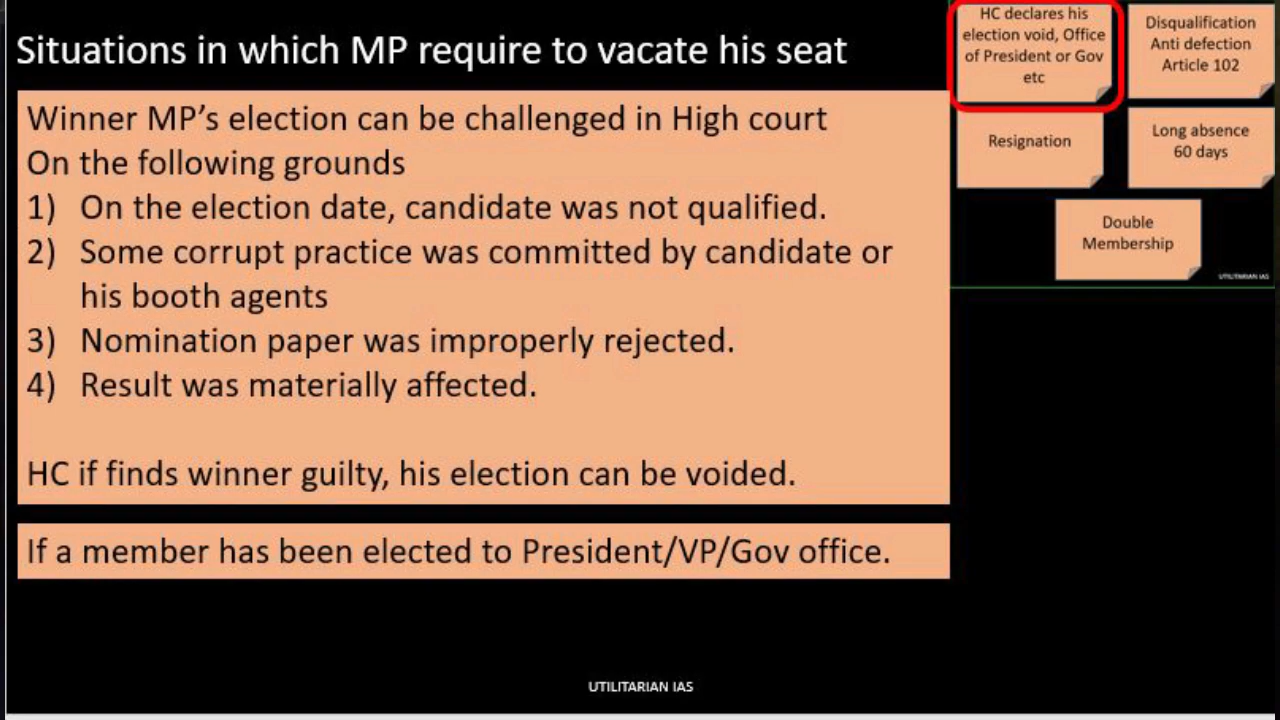 Situations in which MP require to vacate his seat
Winner MP’s election can be challenged in High court
On the following grounds
1) On the election date, candidate was not qualified.
2) Some corrupt practice was committed by candidate or
his booth agents
3) Nomination paper was improperly rejected.
4) Result was materially affected.
HC if finds winner guilty, his election can be voided.
If a member has been elected to President/VP/Gov office.
HC declares his
election void, Office
of President or Gov
etc
Disqualification
Anti defection
Article 102
Resignation
Long absence
60 days
Double
Membership
UTILITARIAN IAS
UTILITARIAN IAS